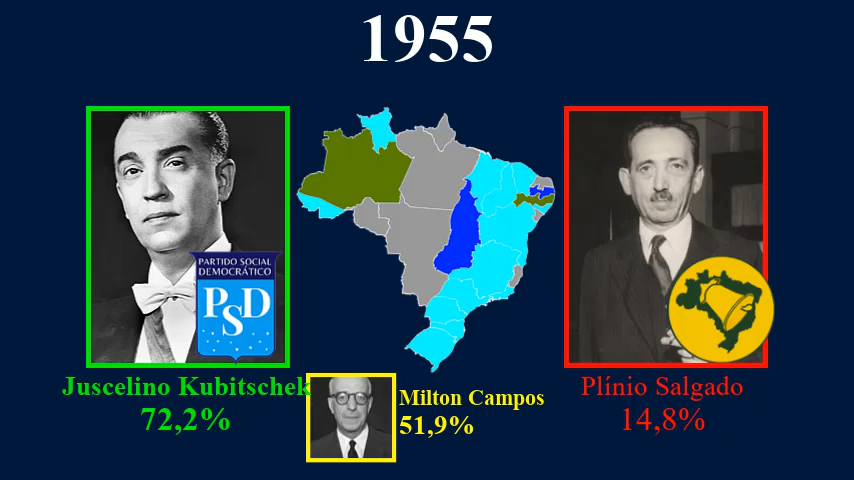 1955
PARTIDO SOCIAL
DEMOCRÁTICO
PSD
Juscelino Kubitschek
72,2%
Milton Campos
51,9%
Plínio Salgado
14,8%